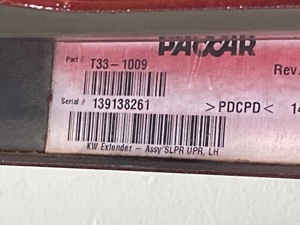 PACCAR
Part # T33-1009 Rev.
Serial # 139138261 >PDCPD< 14
KW Extender - Assy SLPR UPR, LH